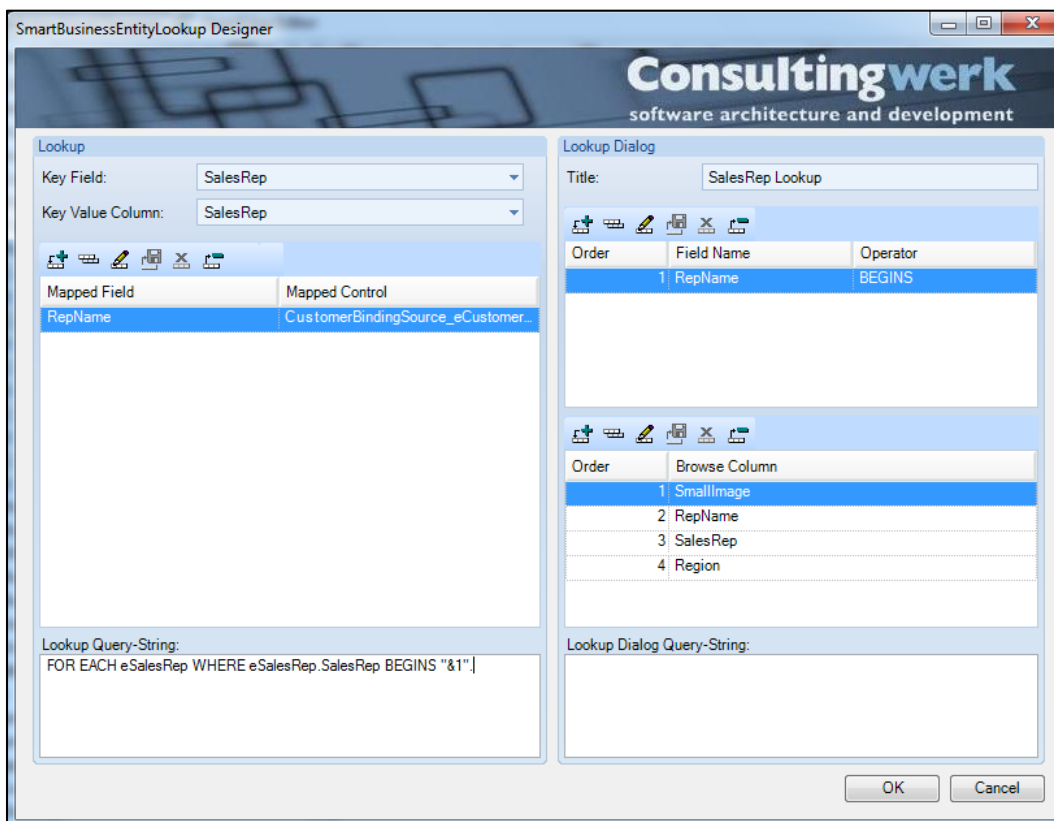 SmartBusinessEntityLookup Designer
Consultingwerk
software architecture and development
Lookup
Key Field: SalesRep
Key Value Column: SalesRep
Mapped Field Mapped Control
RepName CustomerBindingSource_eCustomer...
Lookup Query-String:
FOR EACH eSalesRep WHERE eSalesRep.SalesRep BEGINS "&1".
Lookup Dialog
Title: SalesRep Lookup
Order Field Name Operator
1 RepName BEGINS
Order Browse Column
1 SmallImage
2 RepName
3 SalesRep
4 Region
Lookup Dialog Query-String:
OK Cancel